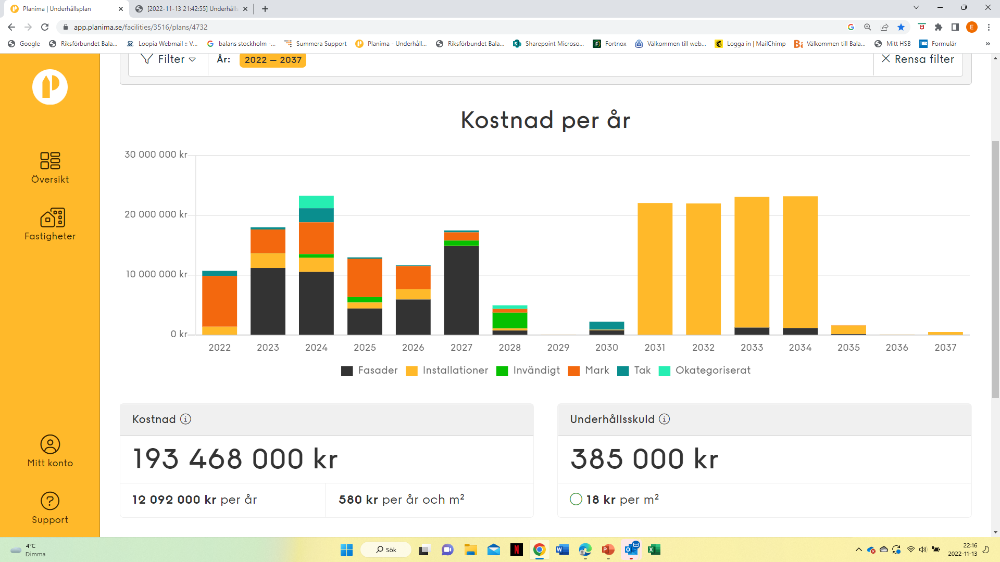 Planima | Underhållsplan
[2022-11-13 21:42:55] Underhålls
app.planima.se/facilities/3516/plans/4732
E
Google
Riksförbundet Bala...
Loopia Webmail :: V...
balans stockholm -...
Summera Support
Planima - Underhåll...
Riksförbundet Bala...
Sharepoint Microso...
Fortnox
Välkommen till web...
Logga in | MailChimp
Välkommen till Bala...
Mitt HSB
Formulär
Filter
År:
2022 – 2037
Rensa filter
Översikt
Fastigheter
Mitt konto
Support
Kostnad per år
30 000 000 kr
20 000 000 kr
10 000 000 kr
0 kr
2022 2023 2024 2025 2026 2027 2028 2029 2030 2031 2032 2033 2034 2035 2036 2037
Fasader Installationer Invändigt Mark Tak Okategoriserat
Kostnad
193 468 000 kr
12 092 000 kr per år
580 kr per år och m²
Underhållsskuld
385 000 kr
18 kr per m²
4°C
Dimma
Sök
22:16
2022-11-13